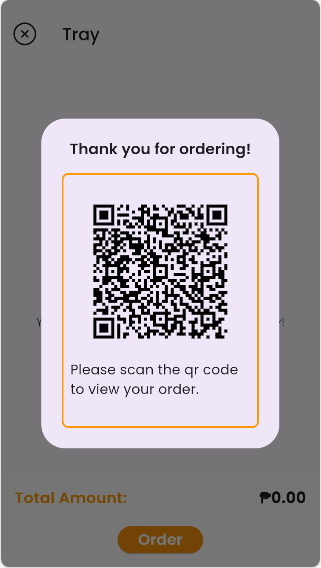 Tray
Thank you for ordering!
Please scan the qr code
to view your order.
Total Amount: ₱0.00
Order